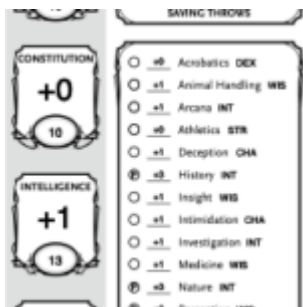 SAVING THROWS
CONSTITUTION
+0
10
INTELLIGENCE
+1
13
+0 Acrobatics DEX
+1 Animal Handling WIS
+1 Arcana INT
+0 Athletics STR
+1 Deception CHA
P +3 History INT
+1 Insight WIS
+1 Intimidation CHA
+1 Investigation INT
+1 Medicine WIS
P +3 Nature INT